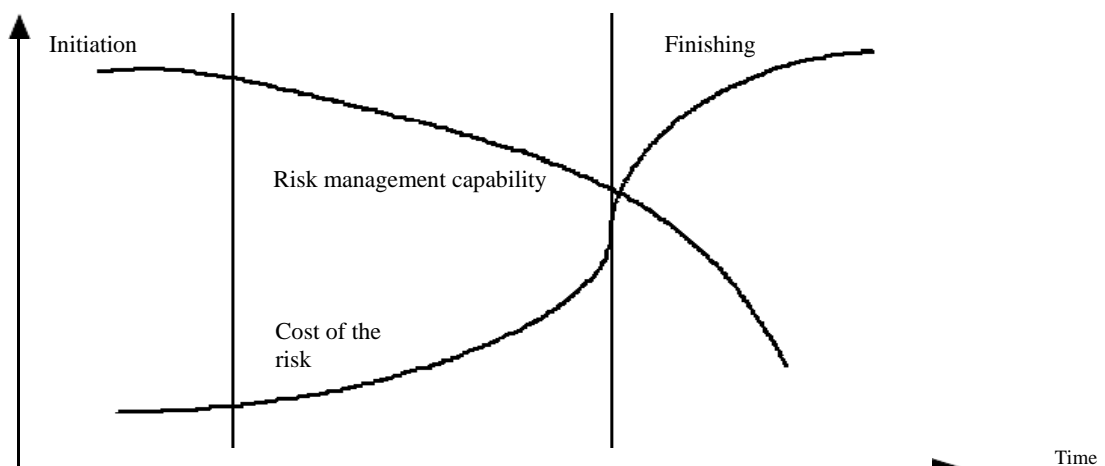 Initiation
Finishing
Risk management capability
Cost of the
risk
Time